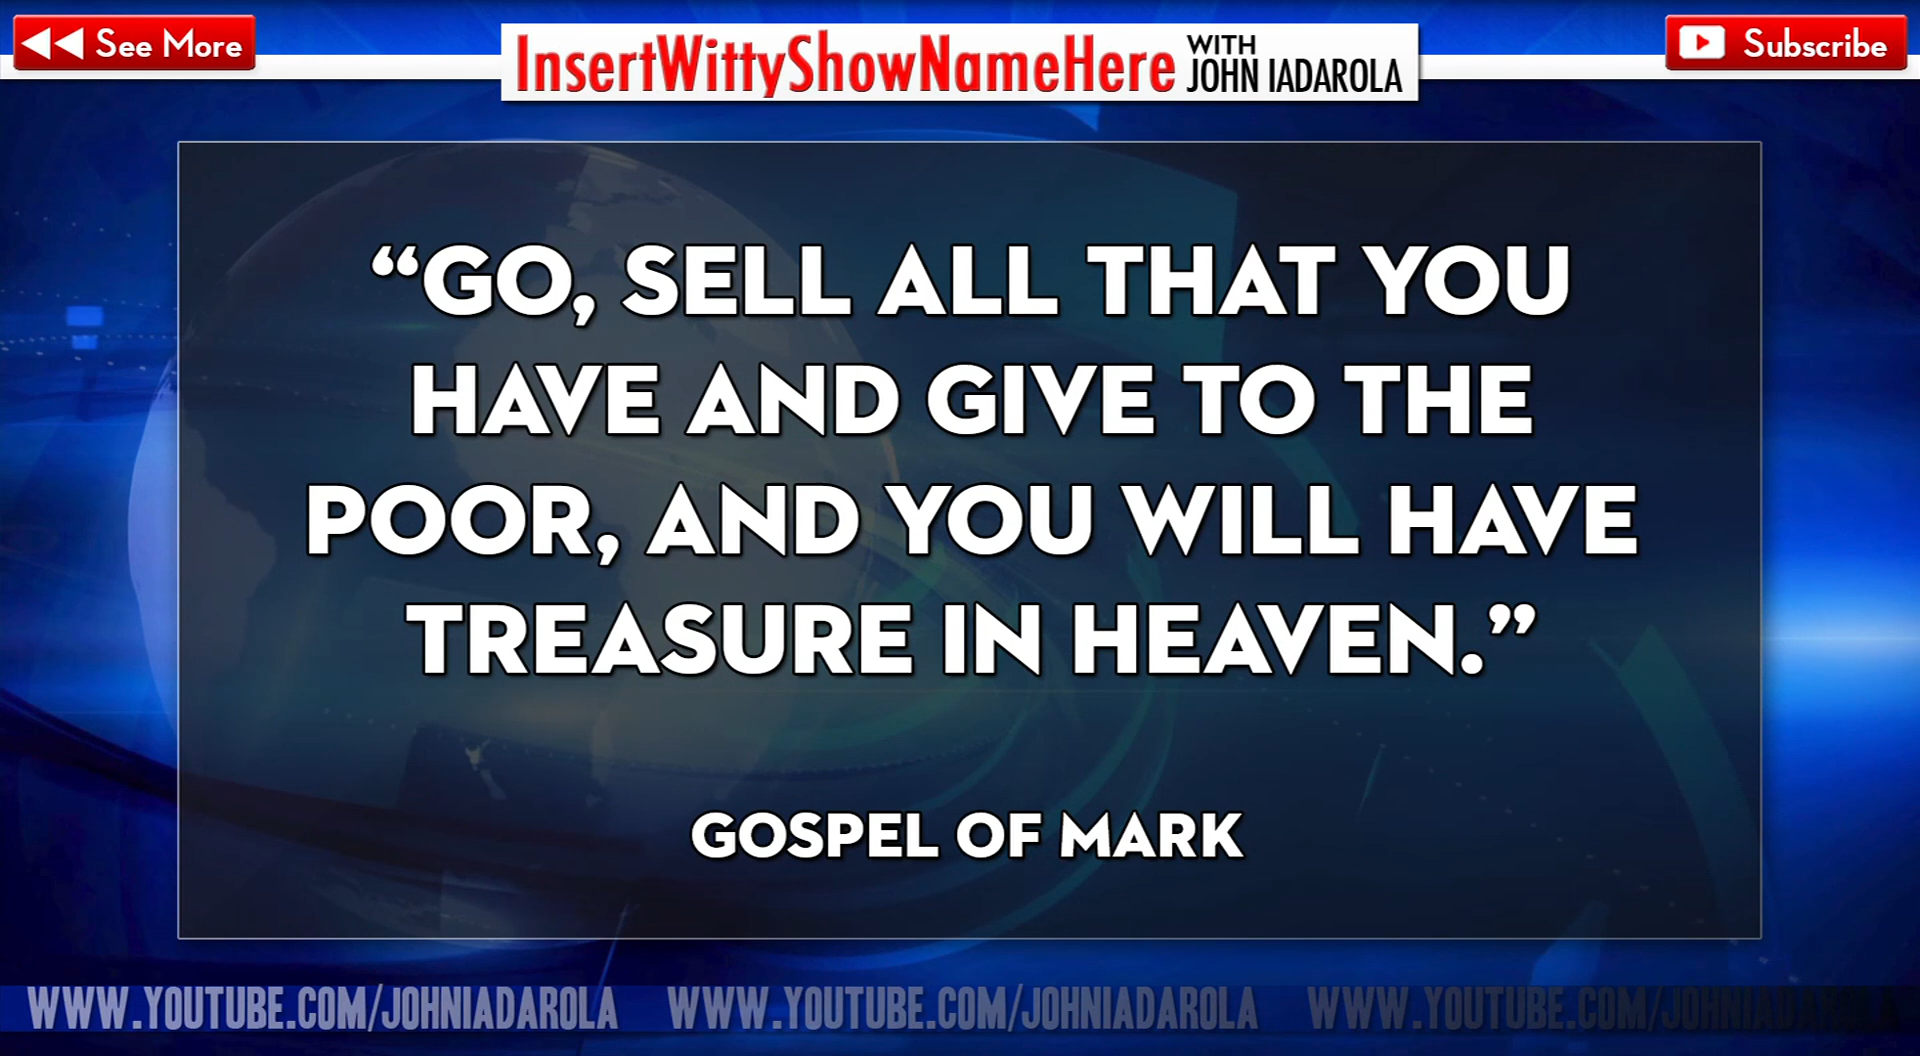 See More
InsertWittyShowNameHere WITH JOHN IADAROLA
Subscribe
“GO, SELL ALL THAT YOU
HAVE AND GIVE TO THE
POOR, AND YOU WILL HAVE
TREASURE IN HEAVEN.”
GOSPEL OF MARK
WWW.YOUTUBE.COM/JOHNIADAROLA WWW.YOUTUBE.COM/JOHNIADAROLA WWW.YOUTUBE.COM/JOHNIADAROLA